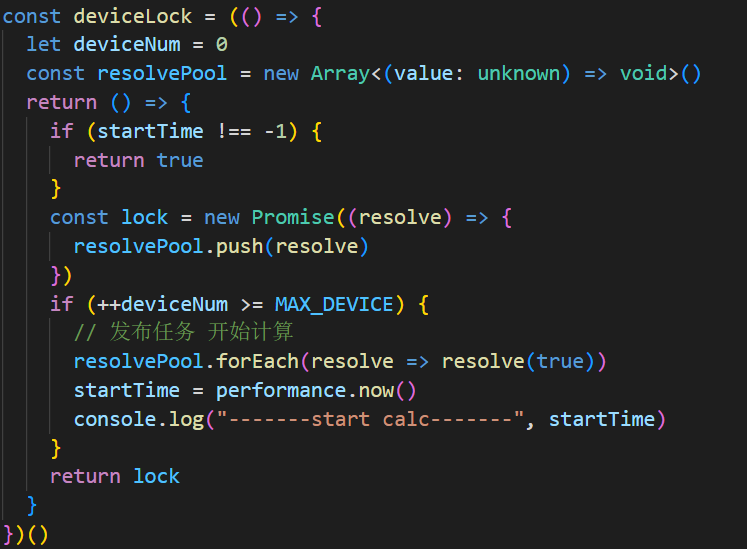 const deviceLock = (() => {
  let deviceNum = 0
  const resolvePool = new Array<(value: unknown) => void>()
  return () => {
    if (startTime !== -1) {
      return true
    }
    const lock = new Promise((resolve) => {
      resolvePool.push(resolve)
    })
    if (++deviceNum >= MAX_DEVICE) {
      // 发布任务 开始计算
      resolvePool.forEach(resolve => resolve(true))
      startTime = performance.now()
      console.log("-------start calc-------", startTime)
    }
    return lock
  }
})()